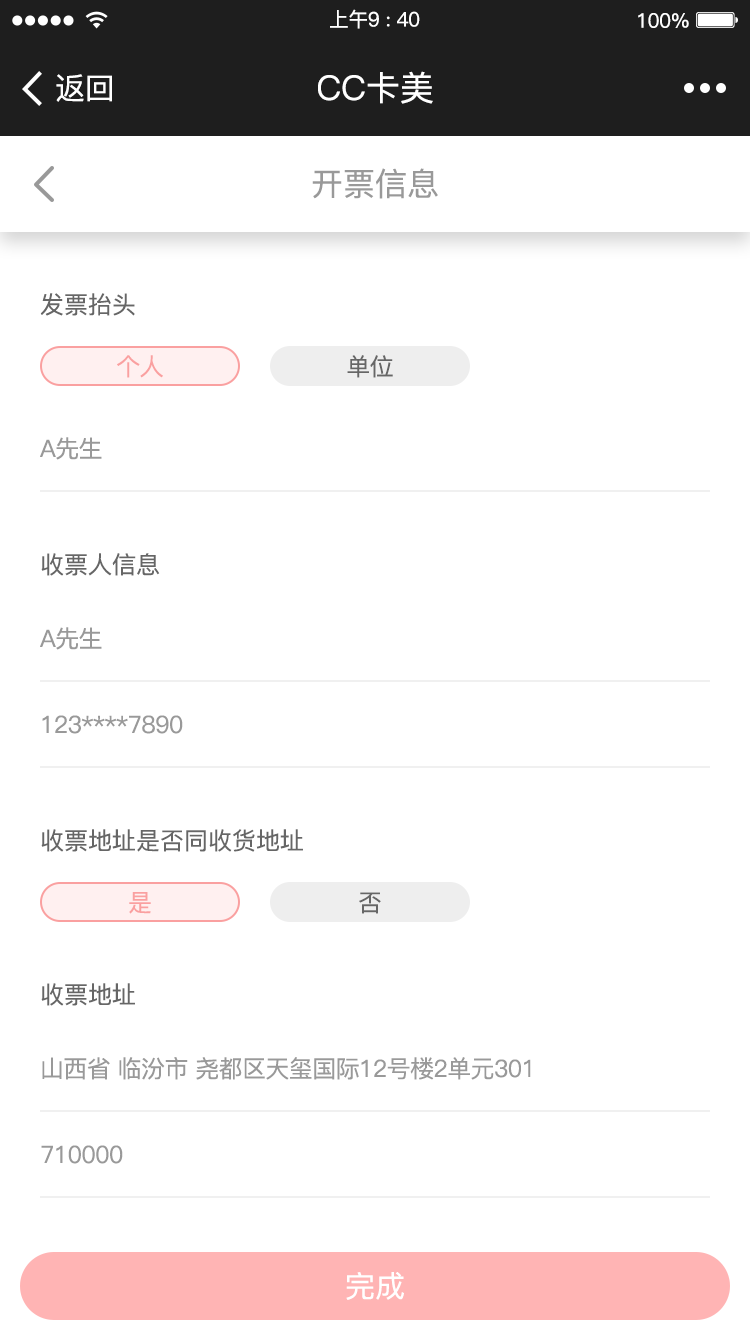 上午9 : 40
100%
返回
CC卡美
开票信息
发票抬头
个人
单位
A先生
收票人信息
A先生
123****7890
收票地址是否同收货地址
是
否
收票地址
山西省 临汾市 尧都区天玺国际12号楼2单元301
710000
完成